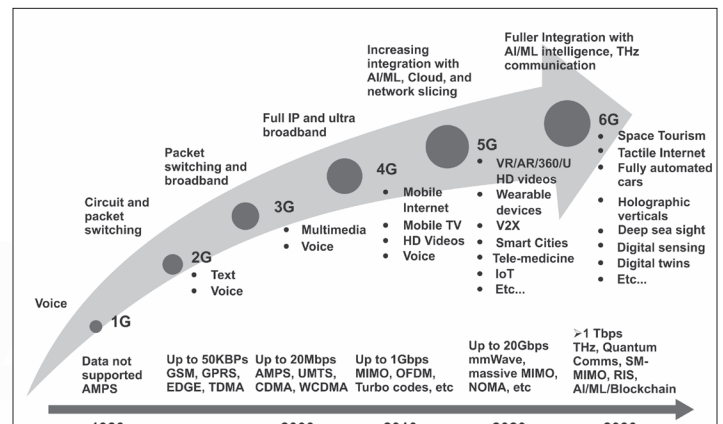 Fuller Integration with
AI/ML intelligence, THz
communication
Increasing
integration with
AI/ML, Cloud, and
network slicing
Full IP and ultra
broadband
Packet
switching and
broadband
Circuit and
packet
switching
Voice
1G
2G
• Text
• Voice
3G
• Multimedia
• Voice
4G
• Mobile
Internet
• Mobile TV
• HD Videos
• Voice
5G
• VR/AR/360/U
HD videos
• Wearable
devices
• V2X
• Smart Cities
• Tele-medicine
• IoT
• Etc...
6G
• Space Tourism
• Tactile Internet
• Fully automated
cars
• Holographic
verticals
• Deep sea sight
• Digital sensing
• Digital twins
• Etc...
Data not
supported
AMPS
Up to 50KBPs
GSM, GPRS,
EDGE, TDMA
Up to 20Mbps
AMPS, UMTS,
CDMA, WCDMA
Up to 1Gbps
MIMO, OFDM,
Turbo codes, etc
Up to 20Gbps
mmWave,
massive MIMO,
NOMA, etc
➢1 Tbps
THz, Quantum
Comms, SM-
MIMO, RIS,
AI/ML/Blockchain